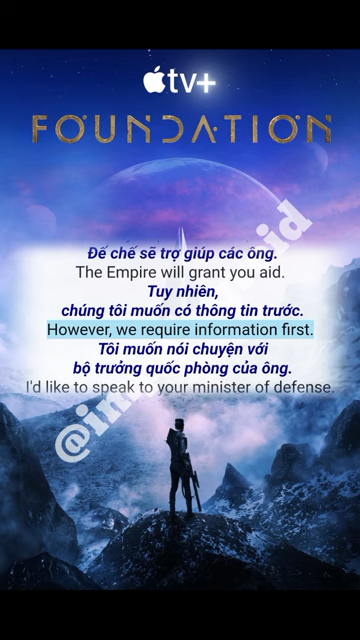 tv+
FOUNDATION
Đế chế sẽ trợ giúp các ông.
The Empire will grant you aid.
Tuy nhiên,
chúng tôi muốn có thông tin trước.
However, we require information first.
Tôi muốn nói chuyện với
bộ trưởng quốc phòng của ông.
I'd like to speak to your minister of defense.